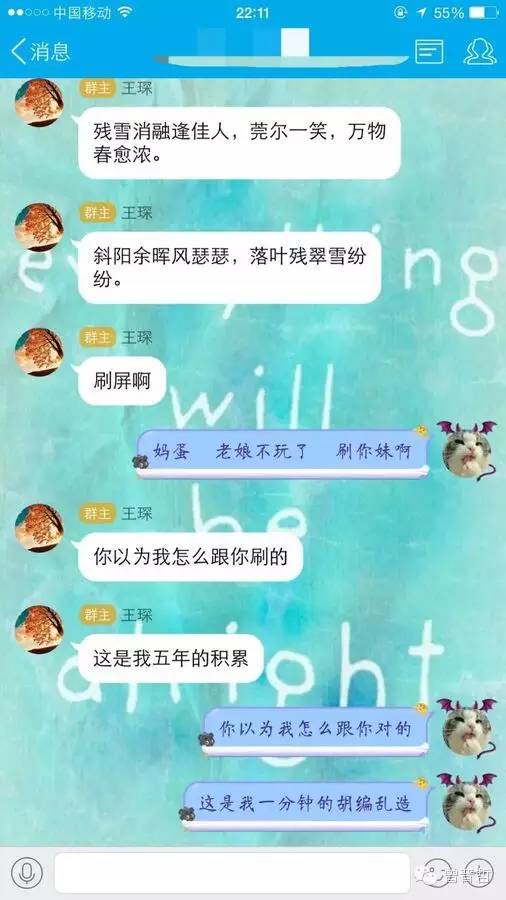 中国移动 22:11 55%
消息
群主 王琛
残雪消融逢佳人，莞尔一笑，万物
春愈浓。
群主 王琛
斜阳余晖风瑟瑟，落叶残翠雪纷
纷。
群主 王琛
刷屏啊
妈蛋 老娘不玩了 刷你妹啊
群主 王琛
你以为我怎么跟你刷的
群主 王琛
这是我五年的积累
你以为我怎么跟你对的
这是我一分钟的胡编乱造
everything
will
be
alright
曾晋哲